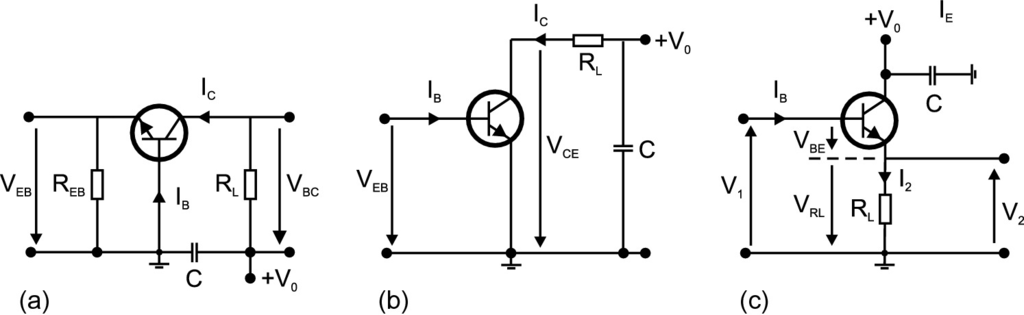 I_C
V_EB
R_EB
I_B
R_L
V_BC
C
+V_0
(a)
I_C
R_L
+V_0
I_B
V_EB
V_CE
C
(b)
+V_0
I_E
C
I_B
V_BE
V_1
V_RL
R_L
I_2
V_2
(c)